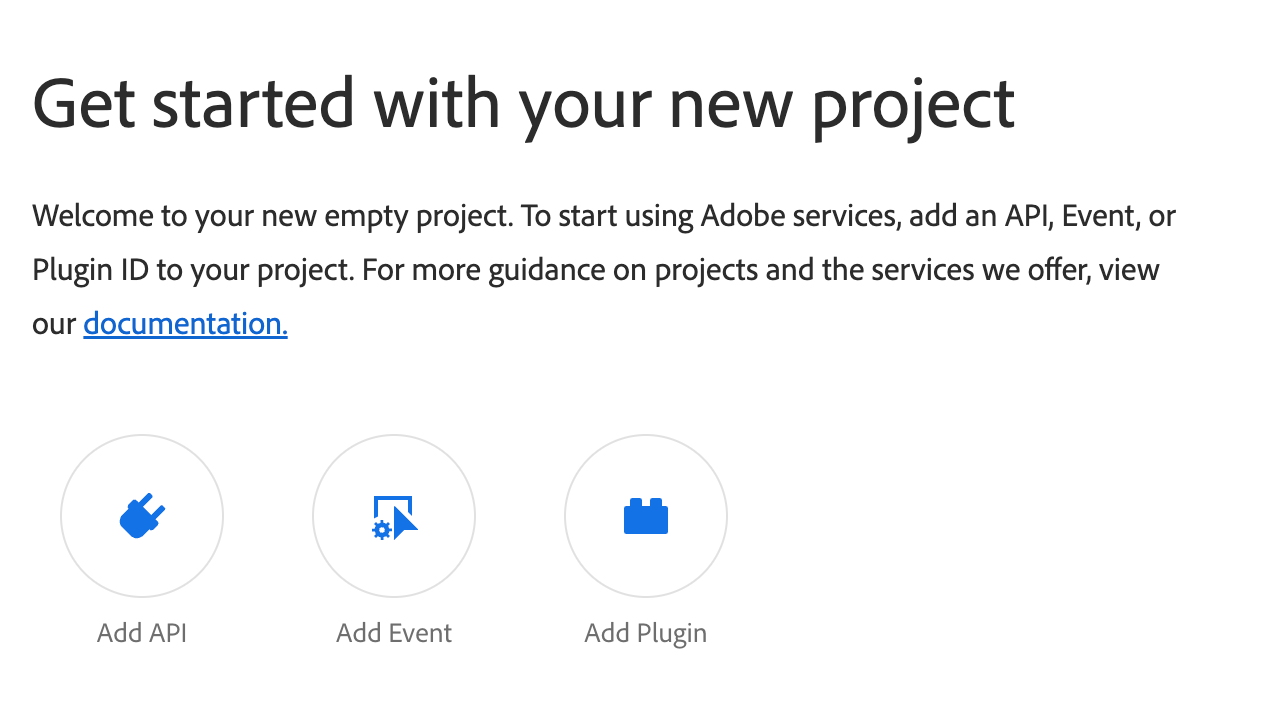 Get started with your new project
Welcome to your new empty project. To start using Adobe services, add an API, Event, or
Plugin ID to your project. For more guidance on projects and the services we offer, view
our documentation.
Add API
Add Event
Add Plugin